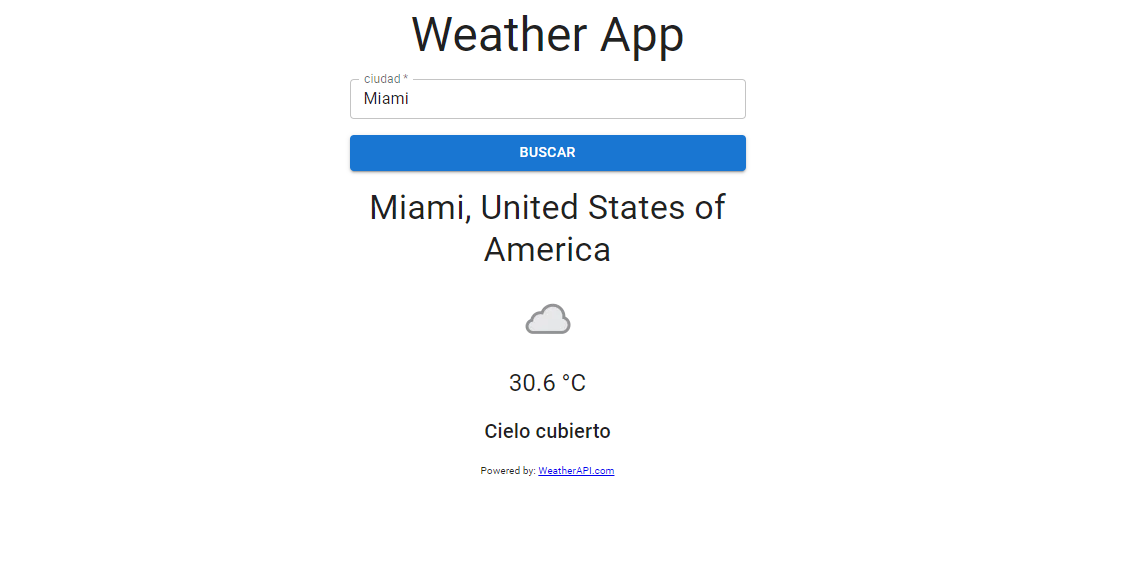 Weather App
ciudad *
Miami
BUSCAR
Miami, United States of
America
30.6 °C
Cielo cubierto
Powered by: WeatherAPI.com